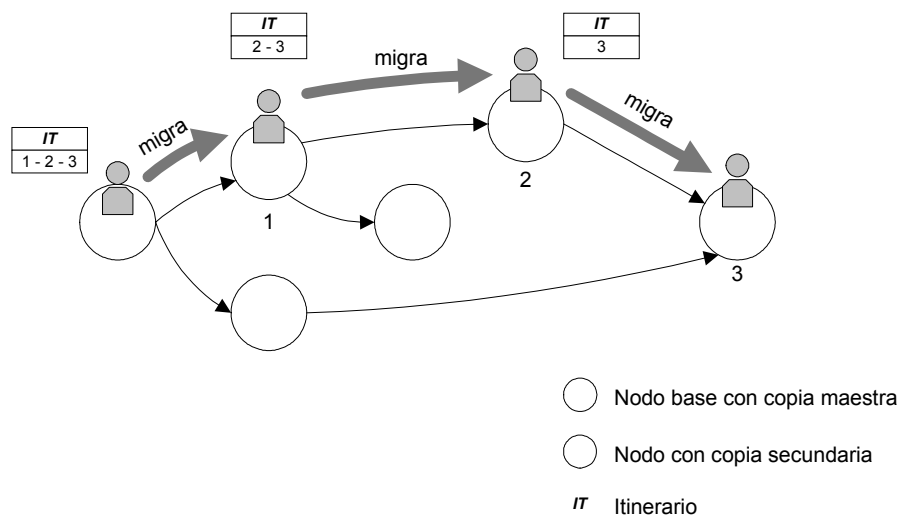 IT
3
IT
2 - 3
migra
migra
migra
IT
1 - 2 - 3
2
1
3
Nodo base con copia maestra
Nodo con copia secundaria
IT Itinerario